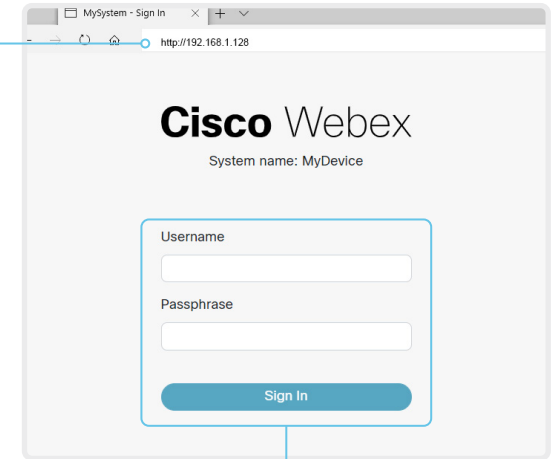 MySystem - Sign In
http://192.168.1.128
Cisco Webex
System name: MyDevice
Username
Passphrase
Sign In